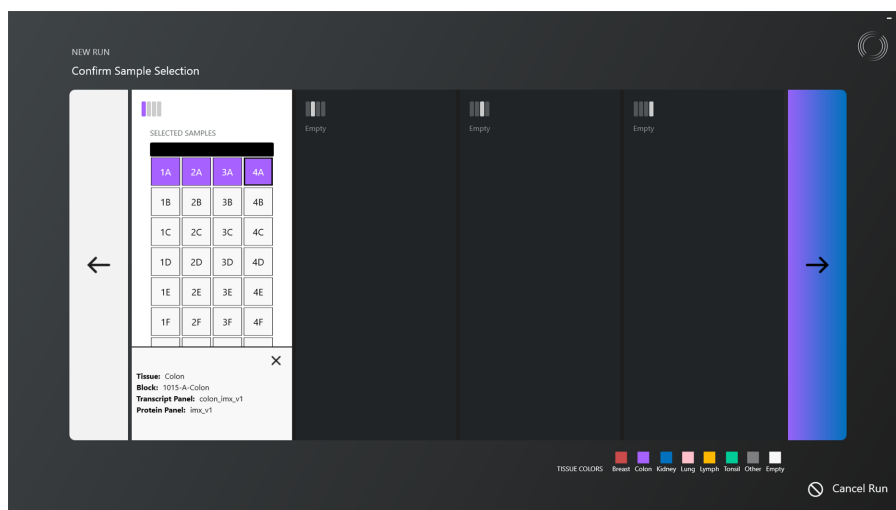 NEW RUN
Confirm Sample Selection
SELECTED SAMPLES
1A 2A 3A 4A
1B 2B 3B 4B
1C 2C 3C 4C
1D 2D 3D 4D
1E 2E 3E 4E
1F 2F 3F 4F
Tissue: Colon
Block: 1015-A-Colon
Transcript Panel: colon_imx_v1
Protein Panel: imx_v1
Empty
Empty
Empty
TISSUE COLORS Breast Colon Kidney Lung Lymph Tonsil Other Empty
Cancel Run